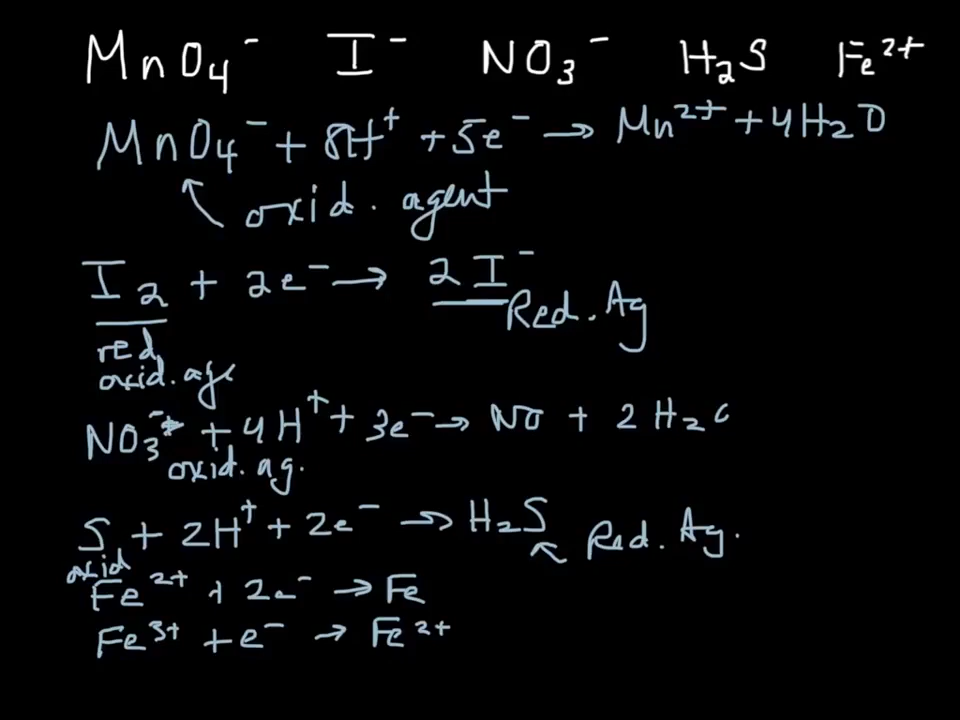 MnO₄⁻ I⁻ NO₃⁻ H₂S Fe²⁺
MnO₄⁻ + 8H⁺ + 5e⁻ → Mn²⁺ + 4H₂O
oxid. agent
I₂ + 2e⁻ → 2I⁻
Red. Ag
red
oxid. age
NO₃⁻ + 4H⁺ + 3e⁻ → NO + 2H₂O
oxid. ag.
S + 2H⁺ + 2e⁻ → H₂S
Red. Ag.
oxid
Fe²⁺ + 2e⁻ → Fe
Fe³⁺ + e⁻ → Fe²⁺